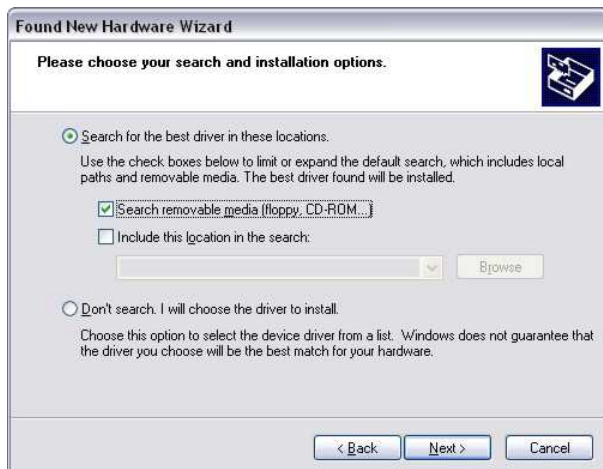 Found New Hardware Wizard
Please choose your search and installation options.
Search for the best driver in these locations.
Use the check boxes below to limit or expand the default search, which includes local
paths and removable media. The best driver found will be installed.
Search removable media (floppy, CD-ROM...)
Include this location in the search:
Browse
Don't search. I will choose the driver to install.
Choose this option to select the device driver from a list. Windows does not guarantee that
the driver you choose will be the best match for your hardware.
< Back
Next >
Cancel